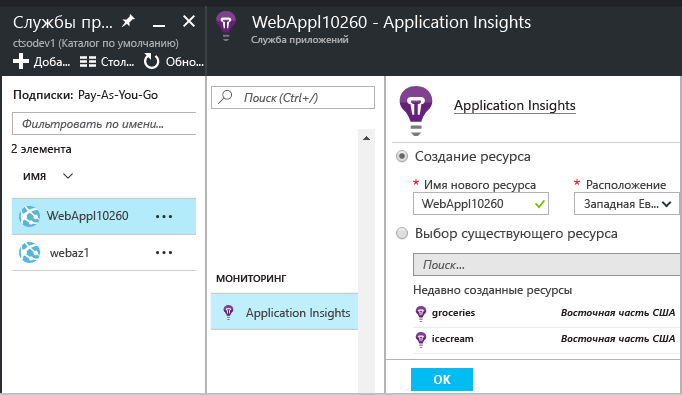 Службы пр...
ctsodev1 (Каталог по умолчанию)
Доба... Стол... Обно...
Подписки: Pay-As-You-Go
Фильтровать по имени...
2 элемента
ИМЯ
WebAppl10260
webaz1
WebAppl10260 - Application Insights
Служба приложений
Поиск (Ctrl+/)
МОНИТОРИНГ
Application Insights
Application Insights
Создание ресурса
* Имя нового ресурса * Расположение
WebAppl10260 Западная Ев...
Выбор существующего ресурса
Поиск...
Недавно созданные ресурсы
groceries Восточная часть США
icecream Восточная часть США
ОК